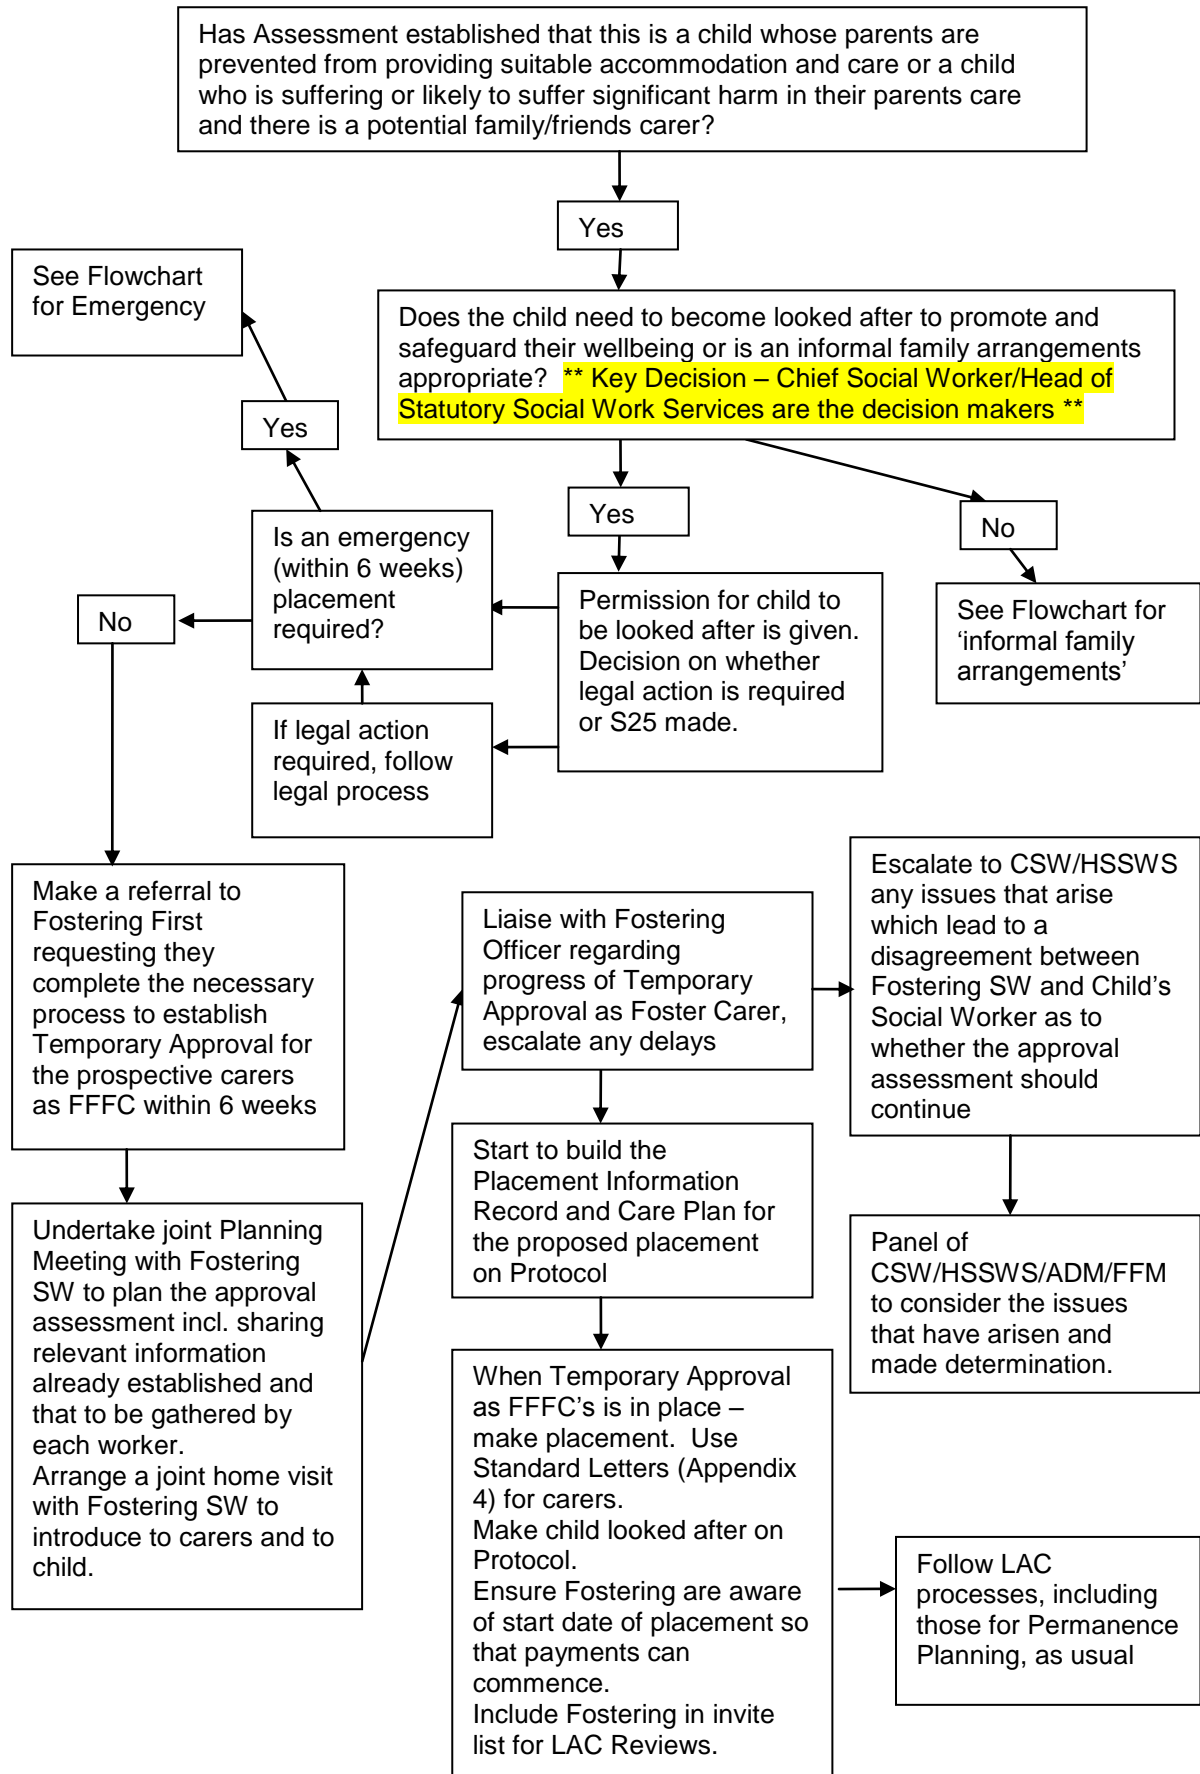 Has Assessment established that this is a child whose parents are
prevented from providing suitable accommodation and care or a child
who is suffering or likely to suffer significant harm in their parents care
and there is a potential family/friends carer?
Yes
See Flowchart
for Emergency
Does the child need to become looked after to promote and
safeguard their wellbeing or is an informal family arrangements
appropriate? ** Key Decision – Chief Social Worker/Head of
Statutory Social Work Services are the decision makers **
Yes
Yes
No
Is an emergency
(within 6 weeks)
placement
required?
No
Permission for child to
be looked after is given.
Decision on whether
legal action is required
or S25 made.
See Flowchart for
‘informal family
arrangements’
If legal action
required, follow
legal process
Make a referral to
Fostering First
requesting they
complete the necessary
process to establish
Temporary Approval for
the prospective carers
as FFFC within 6 weeks
Liaise with Fostering
Officer regarding
progress of Temporary
Approval as Foster Carer,
escalate any delays
Escalate to CSW/HSSWS
any issues that arise
which lead to a
disagreement between
Fostering SW and Child’s
Social Worker as to
whether the approval
assessment should
continue
Start to build the
Placement Information
Record and Care Plan for
the proposed placement
on Protocol
Undertake joint Planning
Meeting with Fostering
SW to plan the approval
assessment incl. sharing
relevant information
already established and
that to be gathered by
each worker.
Arrange a joint home visit
with Fostering SW to
introduce to carers and to
child.
Panel of
CSW/HSSWS/ADM/FFM
to consider the issues
that have arisen and
made determination.
When Temporary Approval
as FFFC’s is in place –
make placement. Use
Standard Letters (Appendix
4) for carers.
Make child looked after on
Protocol.
Ensure Fostering are aware
of start date of placement so
that payments can
commence.
Include Fostering in invite
list for LAC Reviews.
Follow LAC
processes, including
those for Permanence
Planning, as usual